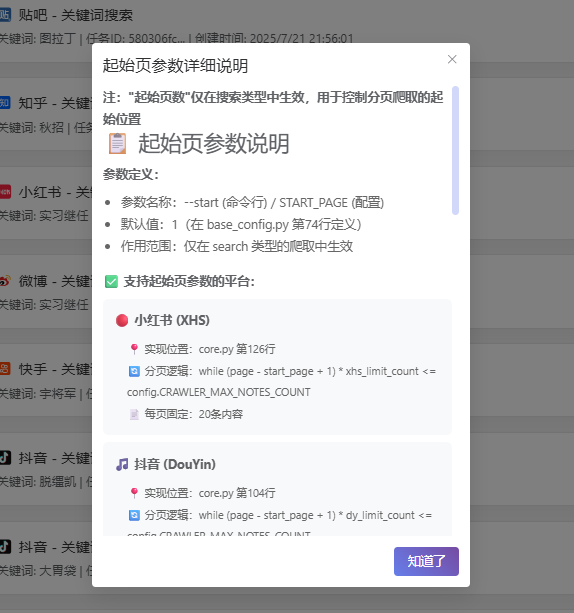 贴吧 - 关键词搜索
关键词: 图拉丁 | 任务ID: 580306fc... | 创建时间: 2025/7/21 21:56:01
知乎 - 关键
关键词: 秋招 | 任务
小红书 - 关
关键词: 实习继任
微博 - 关键词
关键词: 实习继任
快手 - 关键
关键词: 宇将军 | 任
抖音 - 关键
关键词: 脱缰凯 | 任
抖音 - 关键
关键词: 大胃袋 | 任
起始页参数详细说明
注："起始页数"仅在搜索类型中生效，用于控制分页爬取的起
始位置
起始页参数说明
参数定义：
参数名称：--start (命令行) / START_PAGE (配置)
默认值：1（在 base_config.py 第74行定义）
作用范围：仅在 search 类型的爬取中生效
支持起始页参数的平台：
小红书 (XHS)
实现位置：core.py 第126行
分页逻辑：while (page - start_page + 1) * xhs_limit_count <=
config.CRAWLER_MAX_NOTES_COUNT
每页固定：20条内容
抖音 (DouYin)
实现位置：core.py 第104行
分页逻辑：while (page - start_page + 1) * dy_limit_count <=
config.CRAWLER_MAX_NOTES_COUNT
知道了